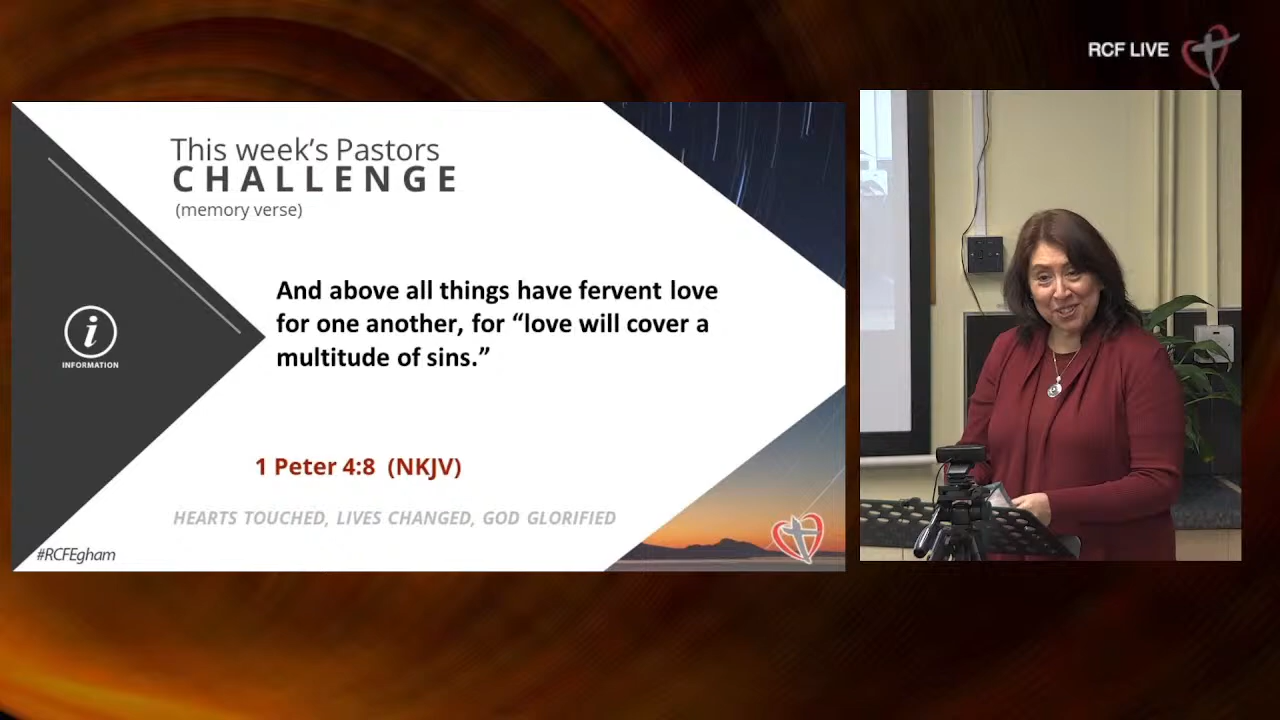 RCF LIVE
This week's Pastors
CHALLENGE
(memory verse)
And above all things have fervent love
for one another, for “love will cover a
multitude of sins.”
i
INFORMATION
1 Peter 4:8 (NKJV)
HEARTS TOUCHED, LIVES CHANGED, GOD GLORIFIED
#RCFEgham